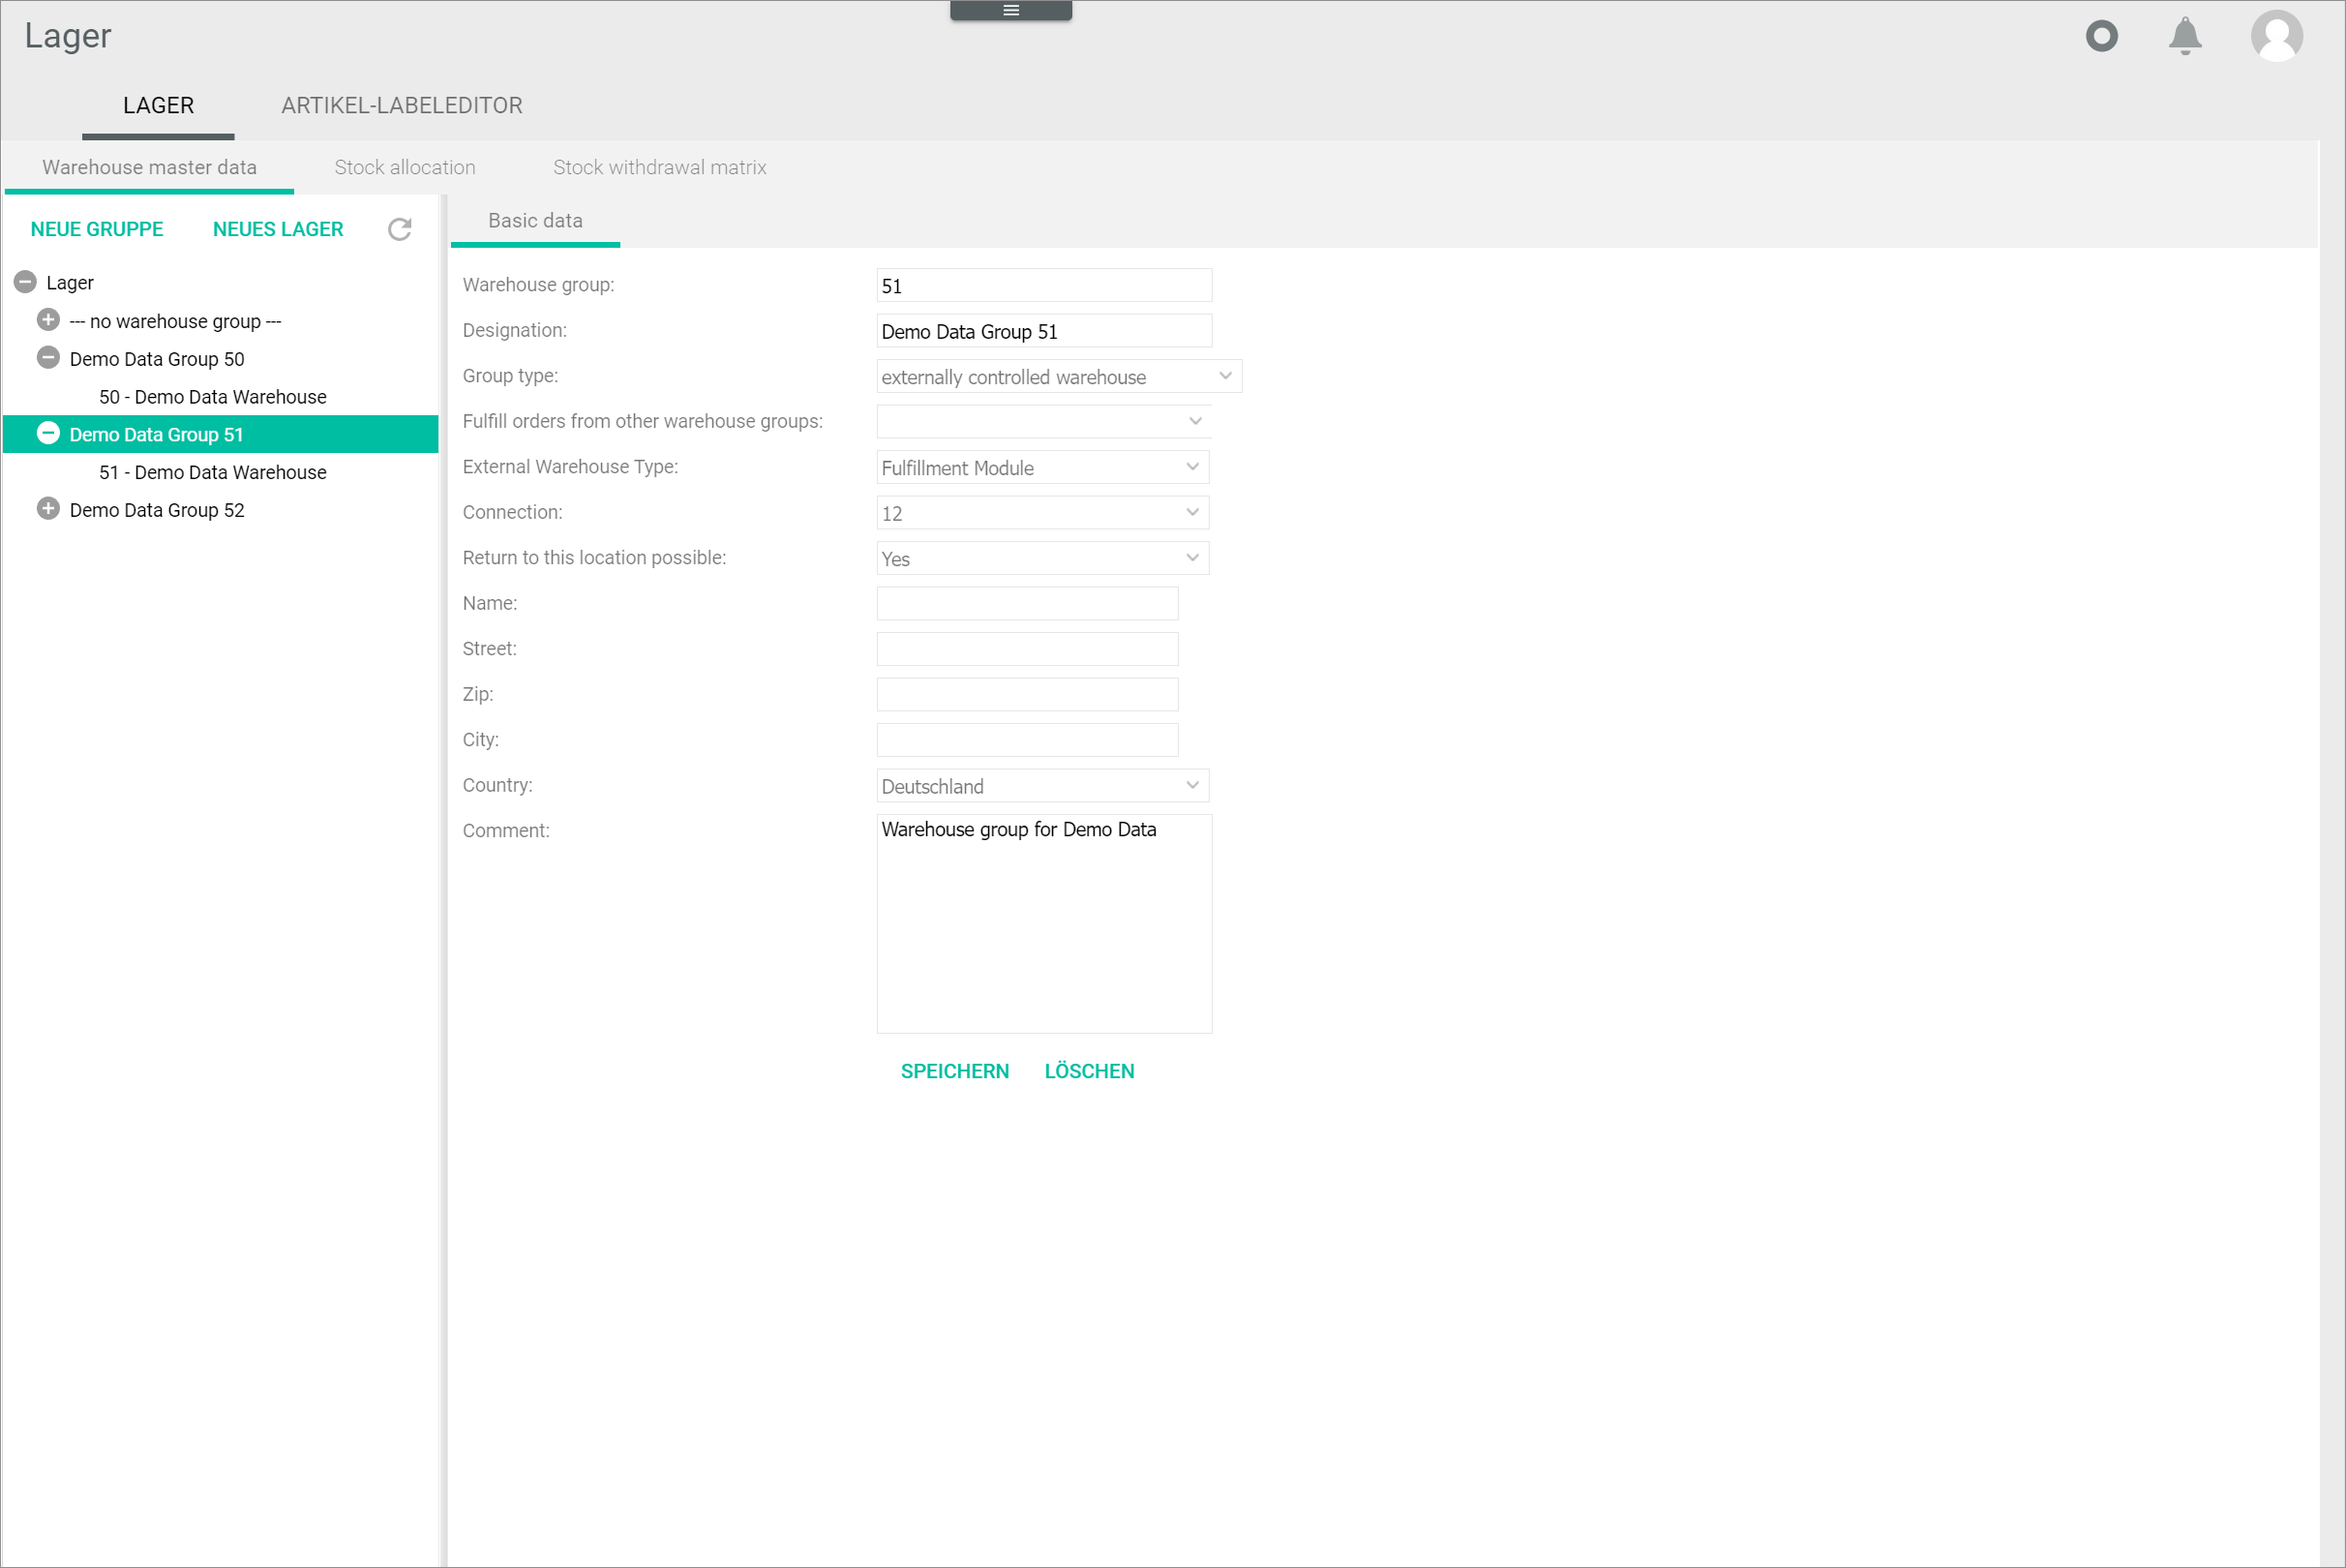 Lager
LAGER ARTIKEL-LABELEDITOR
Warehouse master data Stock allocation Stock withdrawal matrix
NEUE GRUPPE NEUES LAGER
Lager
--- no warehouse group ---
Demo Data Group 50
50 - Demo Data Warehouse
Demo Data Group 51
51 - Demo Data Warehouse
Demo Data Group 52
Basic data
Warehouse group: 51
Designation: Demo Data Group 51
Group type: externally controlled warehouse
Fulfill orders from other warehouse groups:
External Warehouse Type: Fulfillment Module
Connection: 12
Return to this location possible: Yes
Name:
Street:
Zip:
City:
Country: Deutschland
Comment: Warehouse group for Demo Data
SPEICHERN LÖSCHEN